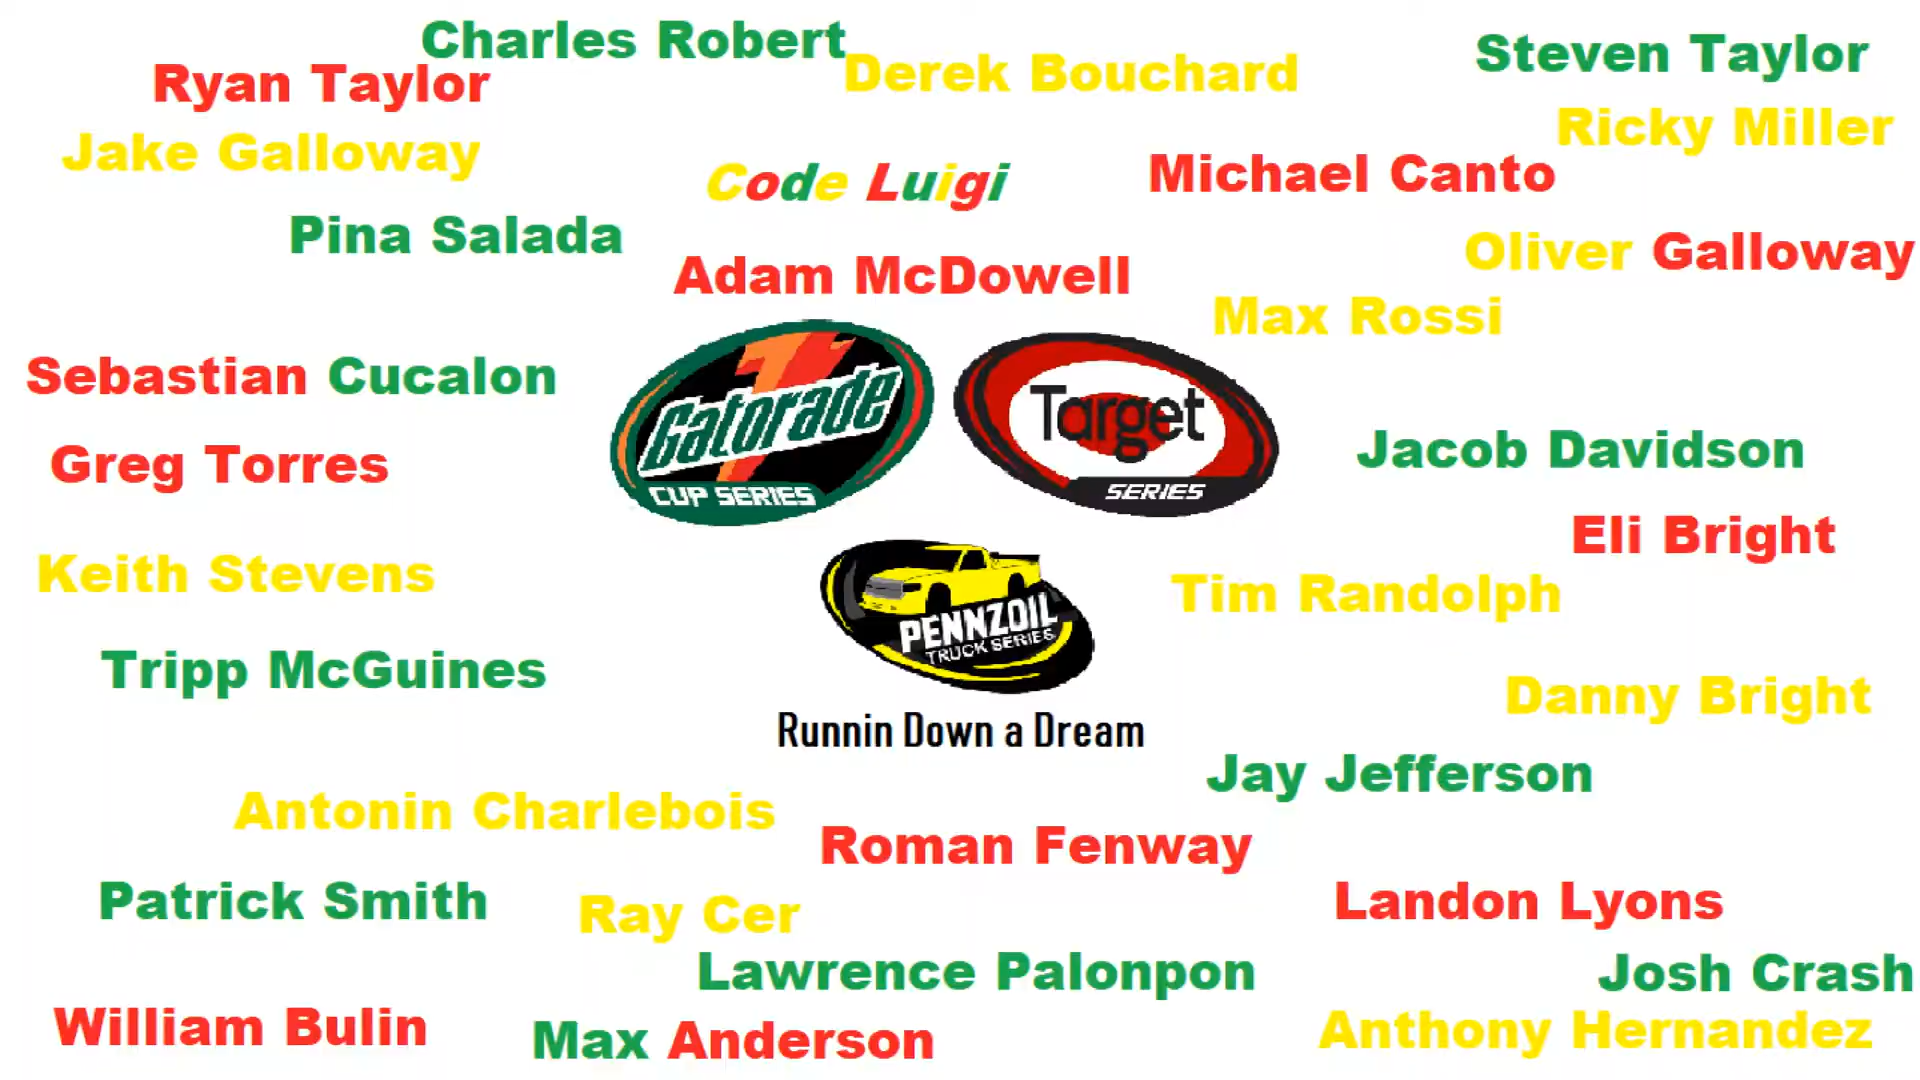 Charles Robert
Steven Taylor
Ryan Taylor
Derek Bouchard
Ricky Miller
Jake Galloway
Code Luigi
Michael Canto
Pina Salada
Oliver Galloway
Adam McDowell
Max Rossi
Sebastian Cucalon
Gatorade
CUP SERIES
Target
SERIES
Jacob Davidson
Greg Torres
Eli Bright
Keith Stevens
Tim Randolph
PENNZOIL
TRUCK SERIES
Tripp McGuines
Danny Bright
Runnin Down a Dream
Jay Jefferson
Antonin Charlebois
Roman Fenway
Patrick Smith
Ray Cer
Landon Lyons
Lawrence Palonpon
Josh Crash
William Bulin
Max Anderson
Anthony Hernandez